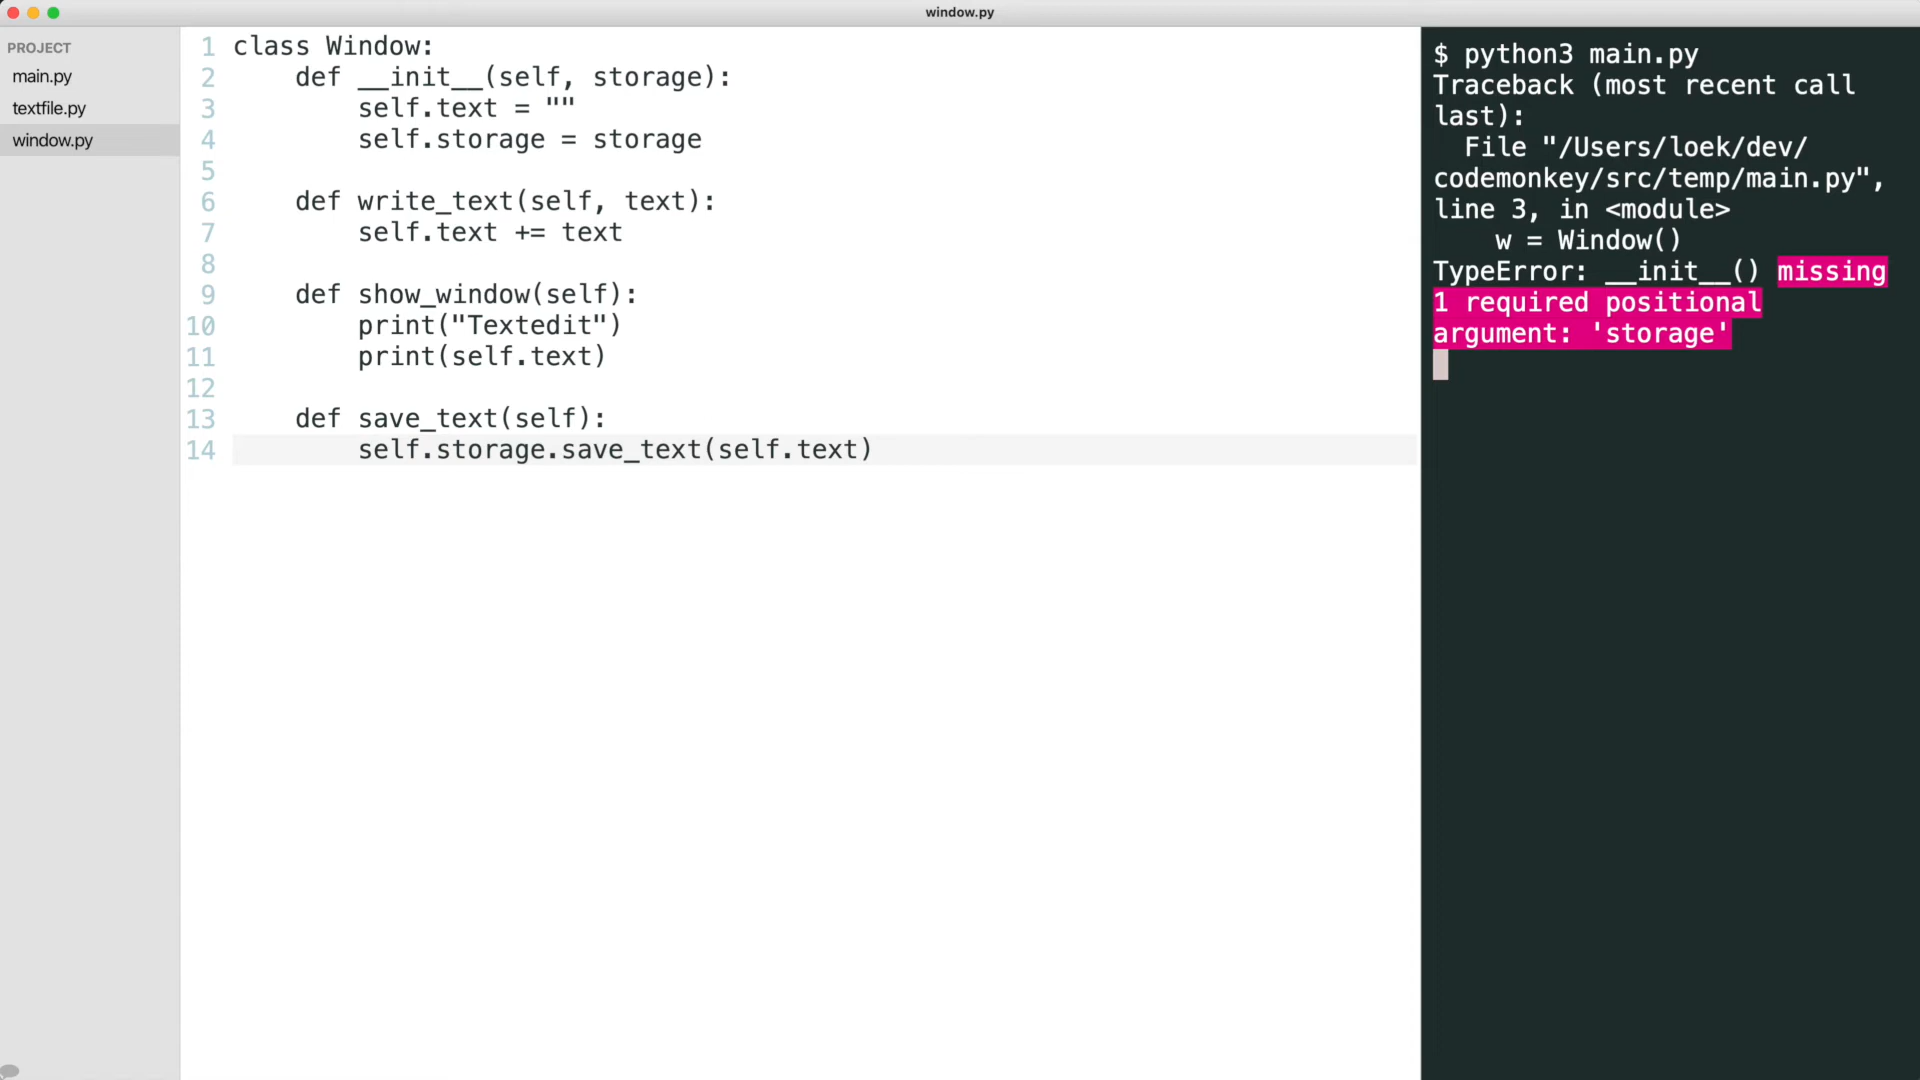 window.py
PROJECT
main.py
textfile.py
window.py
1 class Window:
2     def __init__(self, storage):
3         self.text = ""
4         self.storage = storage
5
6     def write_text(self, text):
7         self.text += text
8
9     def show_window(self):
10         print("Textedit")
11         print(self.text)
12
13     def save_text(self):
14         self.storage.save_text(self.text)
$ python3 main.py
Traceback (most recent call
last):
  File "/Users/loek/dev/
codemonkey/src/temp/main.py",
line 3, in <module>
    w = Window()
TypeError: __init__() missing
1 required positional
argument: 'storage'